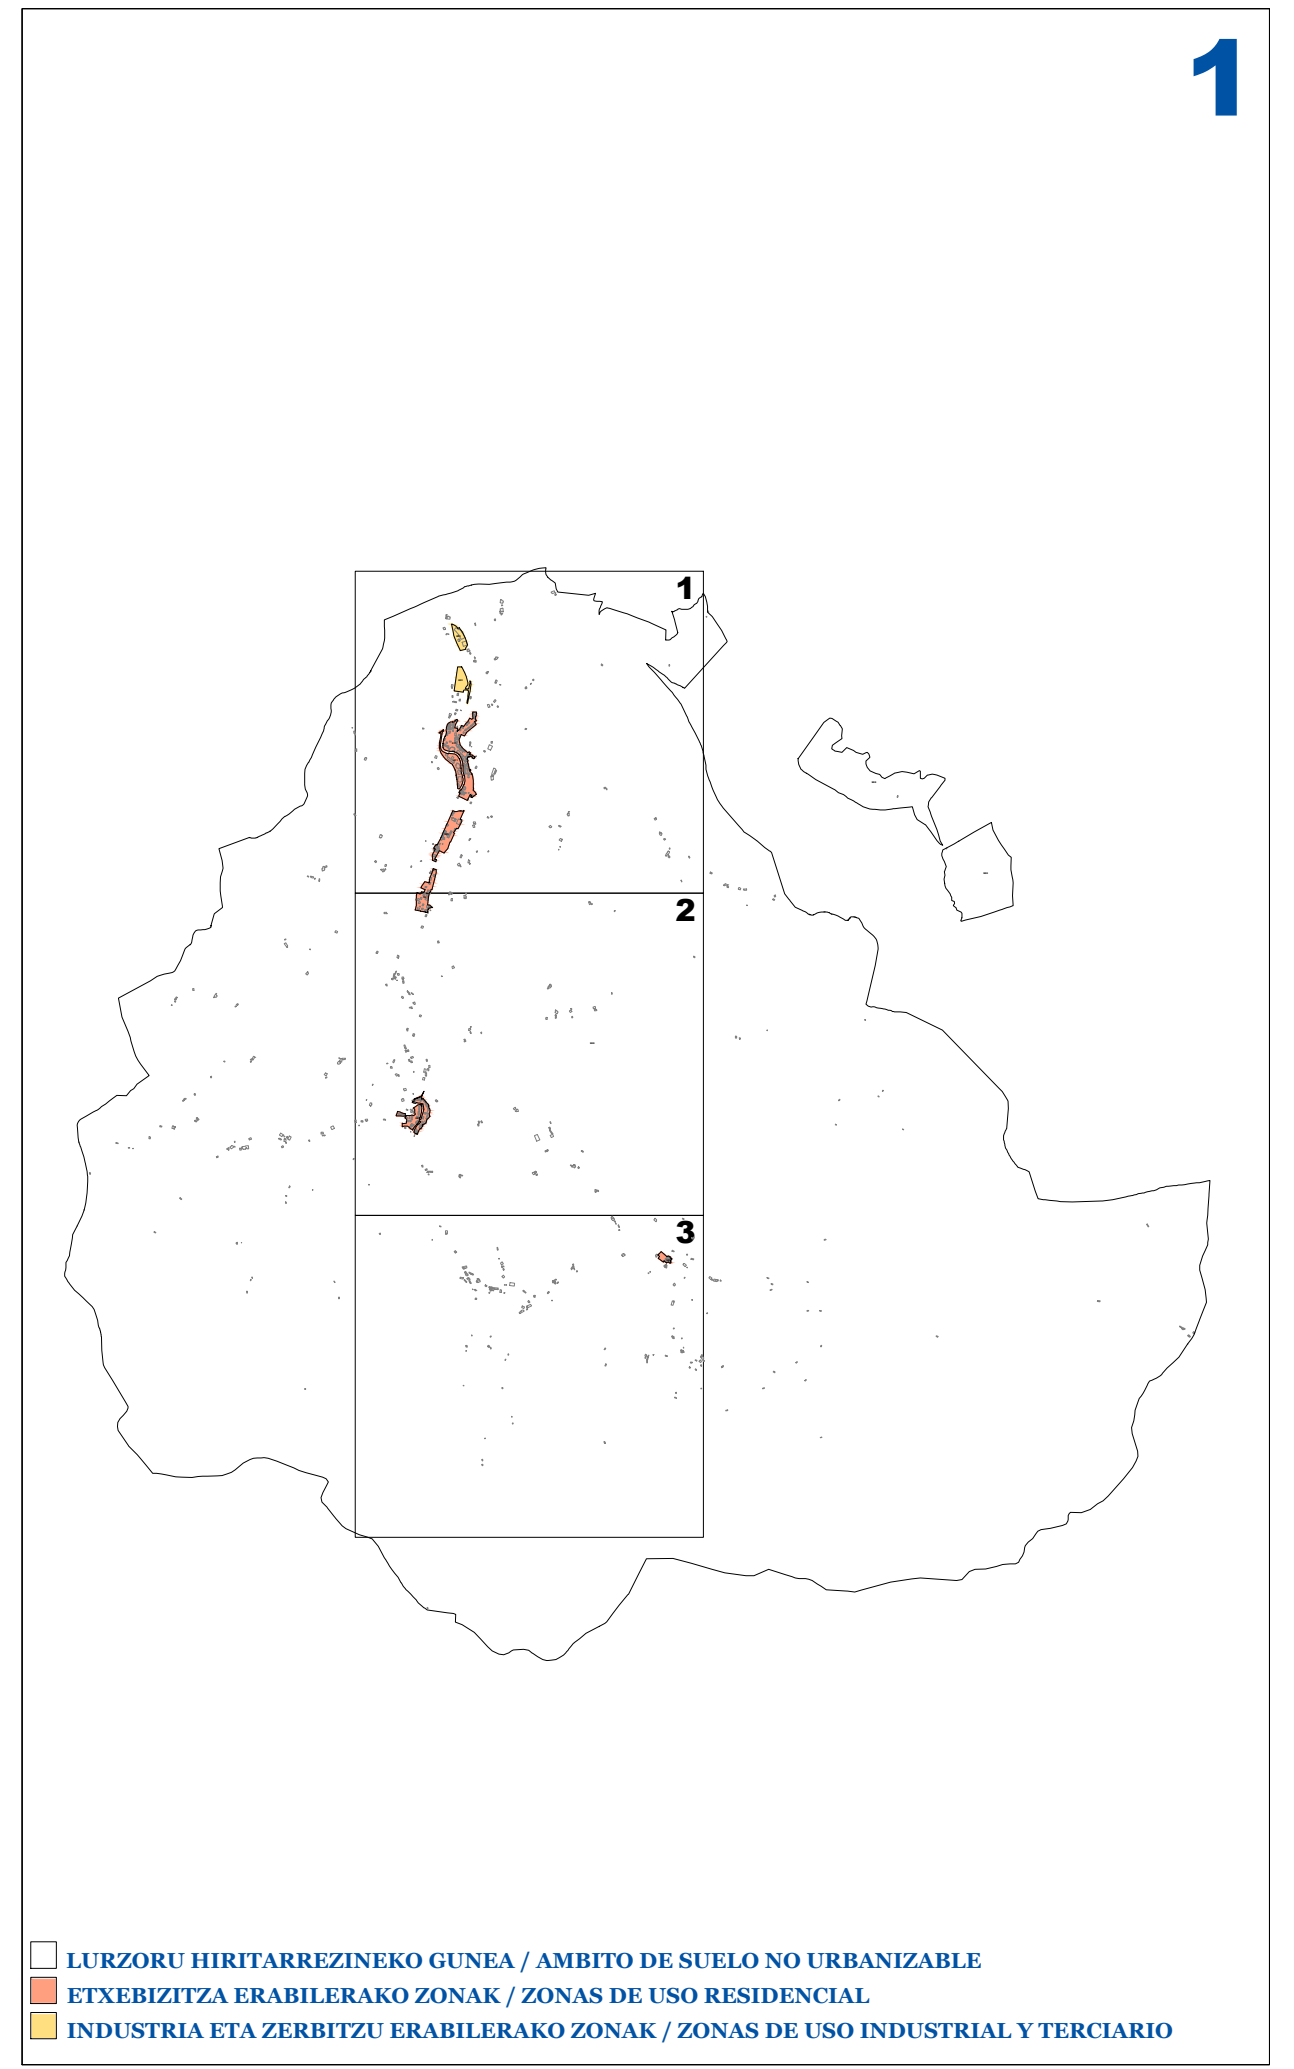 1
1
2
3
LURZORU HIRITARREZINEKO GUNEA / AMBITO DE SUELO NO URBANIZABLE
ETXEBIZITZA ERABILERAKO ZONAK / ZONAS DE USO RESIDENCIAL
INDUSTRIA ETA ZERBITZU ERABILERAKO ZONAK / ZONAS DE USO INDUSTRIAL Y TERCIARIO